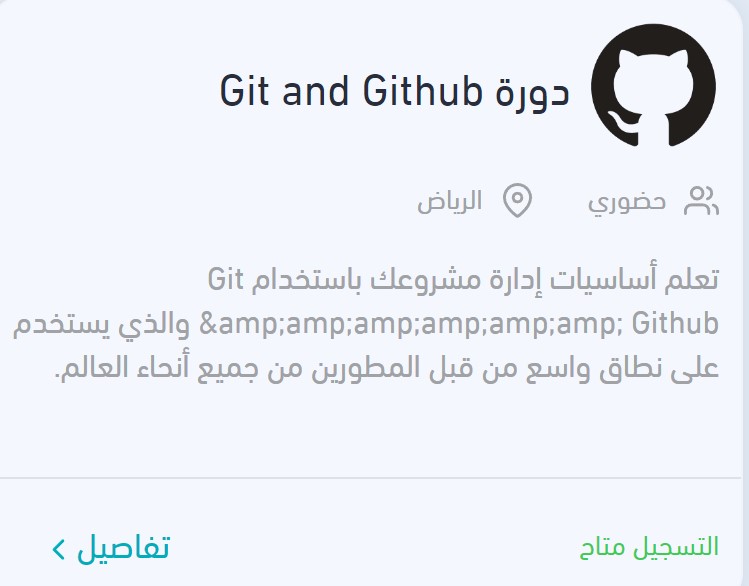 دورة Git and Github
حضوري
الرياض
تعلم أساسيات إدارة مشروعك باستخدام Git
&amp;amp;amp;amp;amp;amp; Github والذي يستخدم
على نطاق واسع من قبل المطورين من جميع أنحاء العالم.
التسجيل متاح
تفاصيل